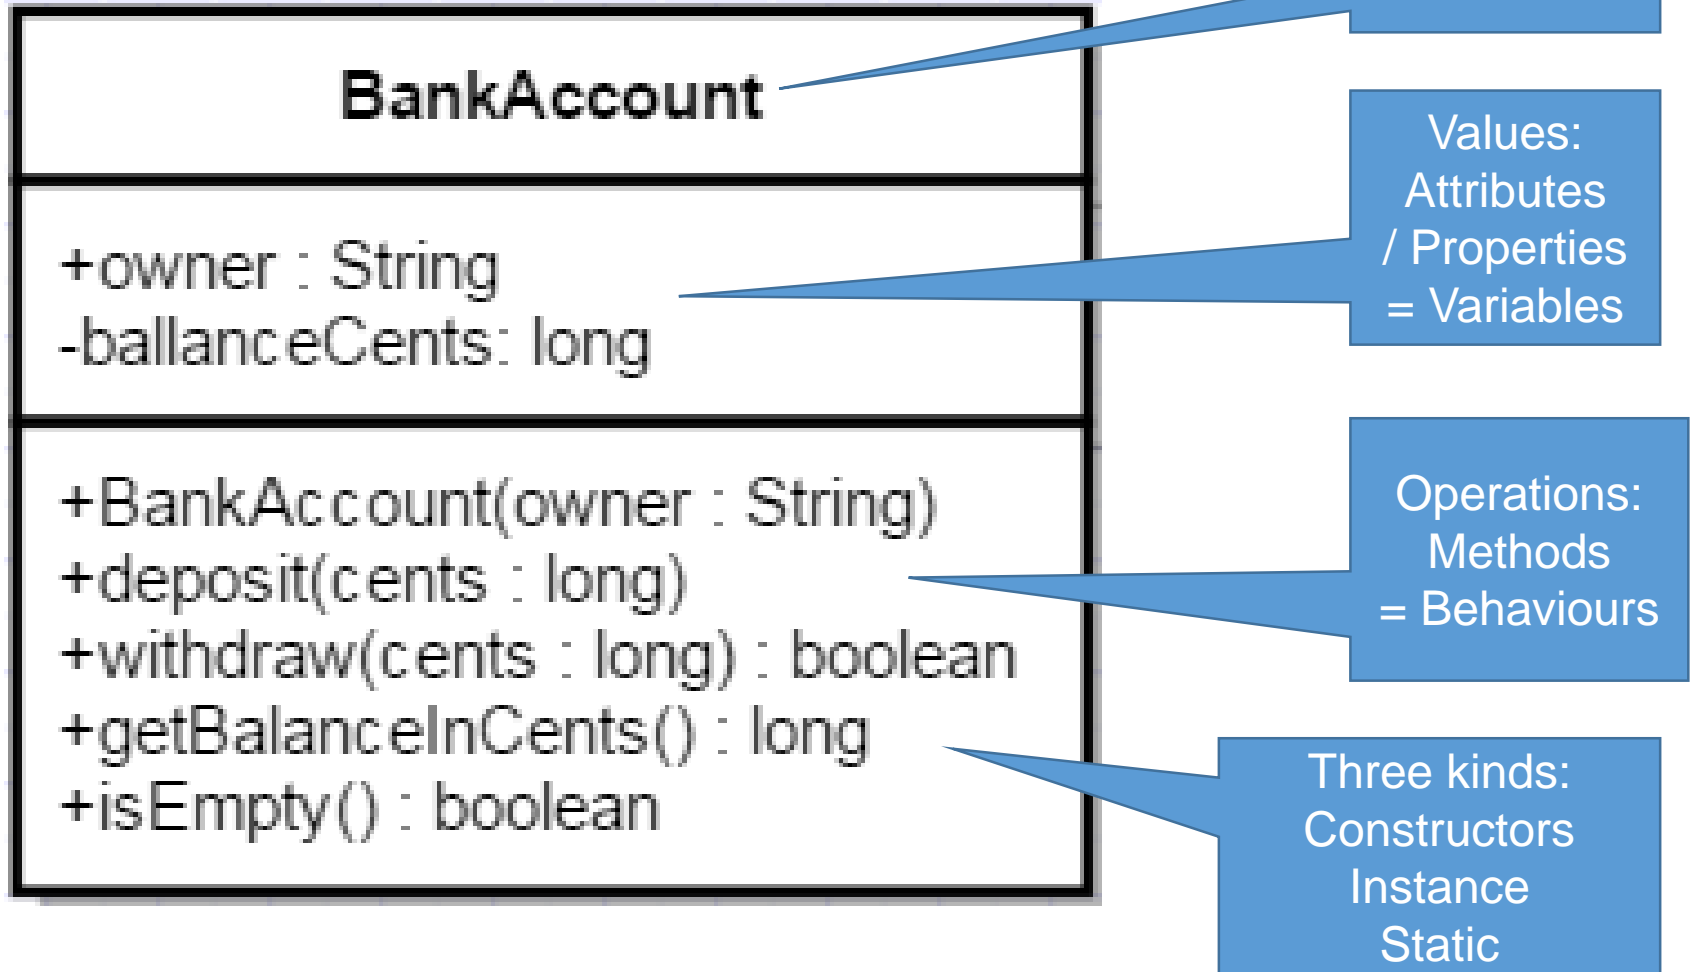 BankAccount
+owner : String
-ballanceCents: long
+BankAccount(owner : String)
+deposit(cents : long)
+withdraw(cents : long) : boolean
+getBalanceInCents() : long
+isEmpty() : boolean
Values:
Attributes
/ Properties
= Variables
Operations:
Methods
= Behaviours
Three kinds:
Constructors
Instance
Static